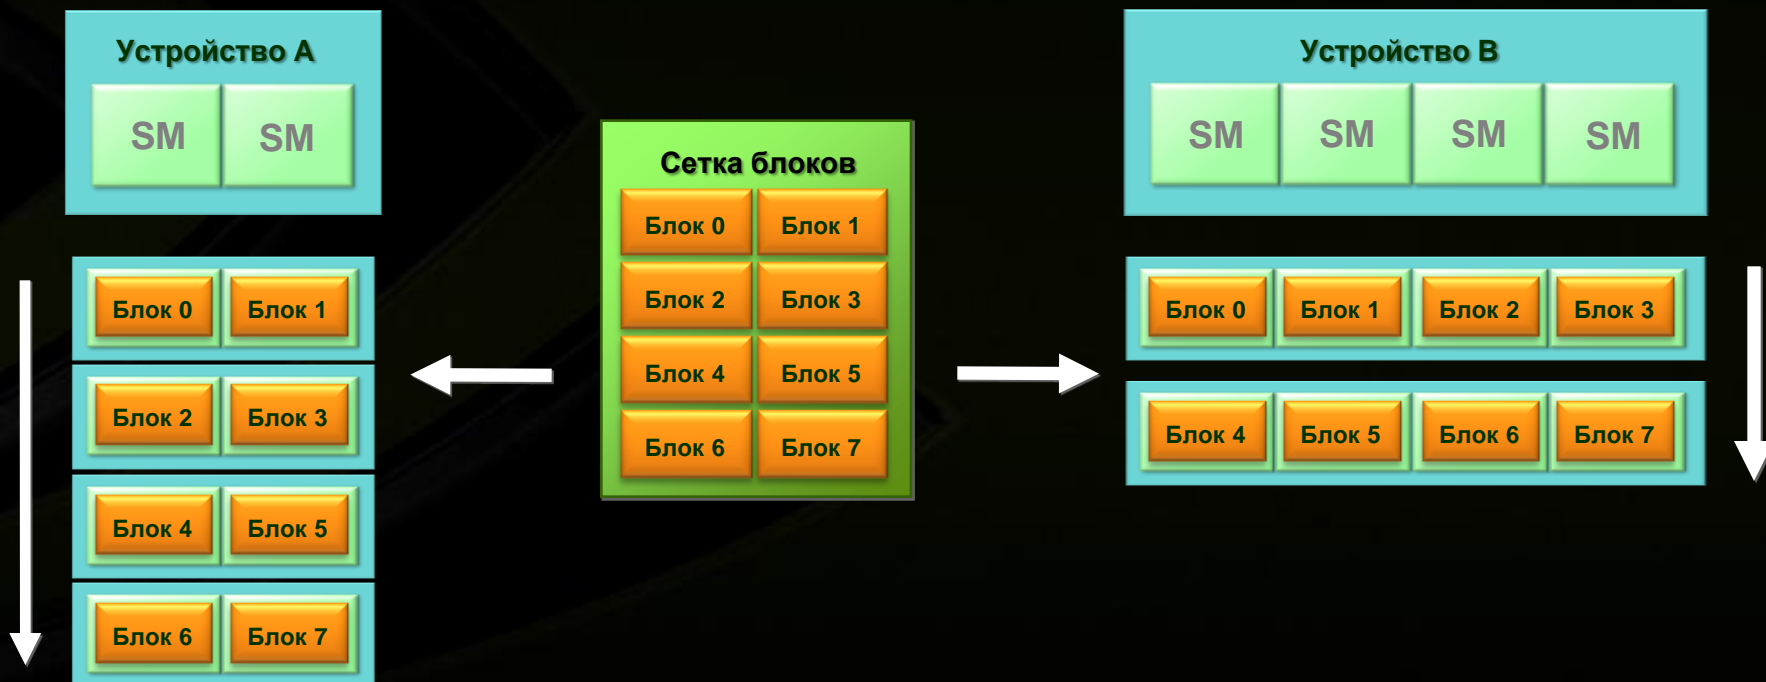 Устройство A
SM SM
Блок 0 Блок 1
Блок 2 Блок 3
Блок 4 Блок 5
Блок 6 Блок 7
Сетка блоков
Блок 0 Блок 1
Блок 2 Блок 3
Блок 4 Блок 5
Блок 6 Блок 7
Устройство B
SM SM SM SM
Блок 0 Блок 1 Блок 2 Блок 3
Блок 4 Блок 5 Блок 6 Блок 7